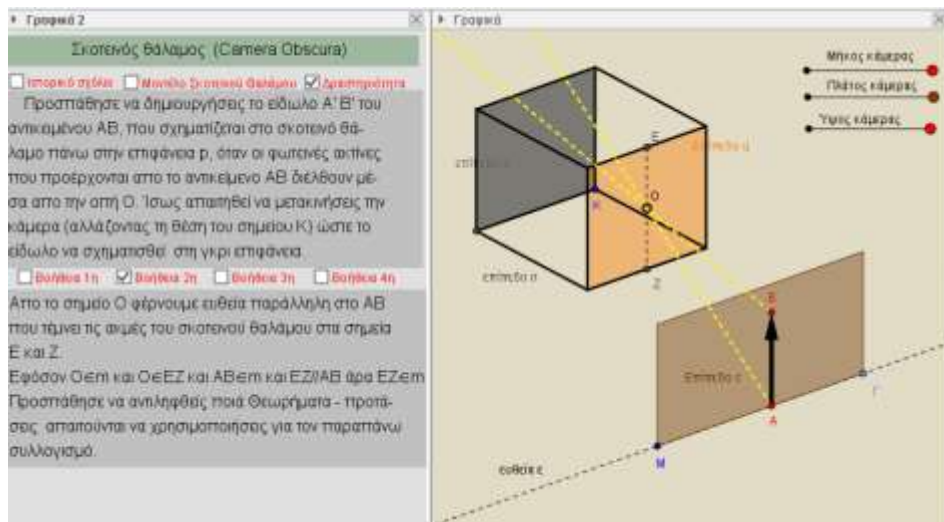 Γραφικά 2
Σκοτεινός θάλαμος (Camera Obscura)
Ιστορικό σχόλιο Μοντέλο Σκοτεινού Θαλάμου Δραστηριότητα
Προσπάθησε να δημιουργήσεις το είδωλο Α' Β' του
αντικειμένου ΑΒ, που σχηματίζεται στο σκοτεινό θά-
λαμο πάνω στην επιφάνεια p, όταν οι φωτεινές ακτίνες
που προέρχονται απο το αντικείμενο ΑΒ διέλθουν μέ-
σα απο την οπή Ο. Ίσως απαιτηθεί να μετακινήσεις την
κάμερα (αλλάζοντας τη θέση του σημείου Κ) ώστε το
είδωλο να σχηματισθεί στη γκρι επιφάνεια.
Βοήθεια 1η Βοήθεια 2η Βοήθεια 3η Βοήθεια 4η
Απο το σημείο Ο φέρνουμε ευθεία παράλληλη στο ΑΒ
που τέμνει τις ακμές του σκοτεινού θαλάμου στα σημεία
Ε και Ζ.
Εφόσον Ο∈m και Ο∈ΕΖ και ΑΒ∈m και ΕΖ//ΑΒ άρα ΕΖ∈m
Προσπάθησε να αντιληφθείς ποιά Θεωρήματα - προτά-
σεις απαιτούνται να χρησιμοποιήσεις για τον παραπάνω
συλλογισμό.
Γραφικά
Μήκος κάμερας
Πλάτος κάμερας
Ύψος κάμερας
Ε
επίπεδο q
Κ
Ο
Ζ
επίπεδο σ
Β
Επίπεδο ε
Γ
Α
Μ
ευθεία ε